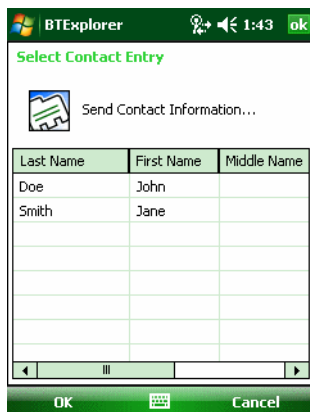 BTExplorer 1:43 ok
Select Contact Entry
Send Contact Information...
Last Name First Name Middle Name
Doe John
Smith Jane
OK Cancel